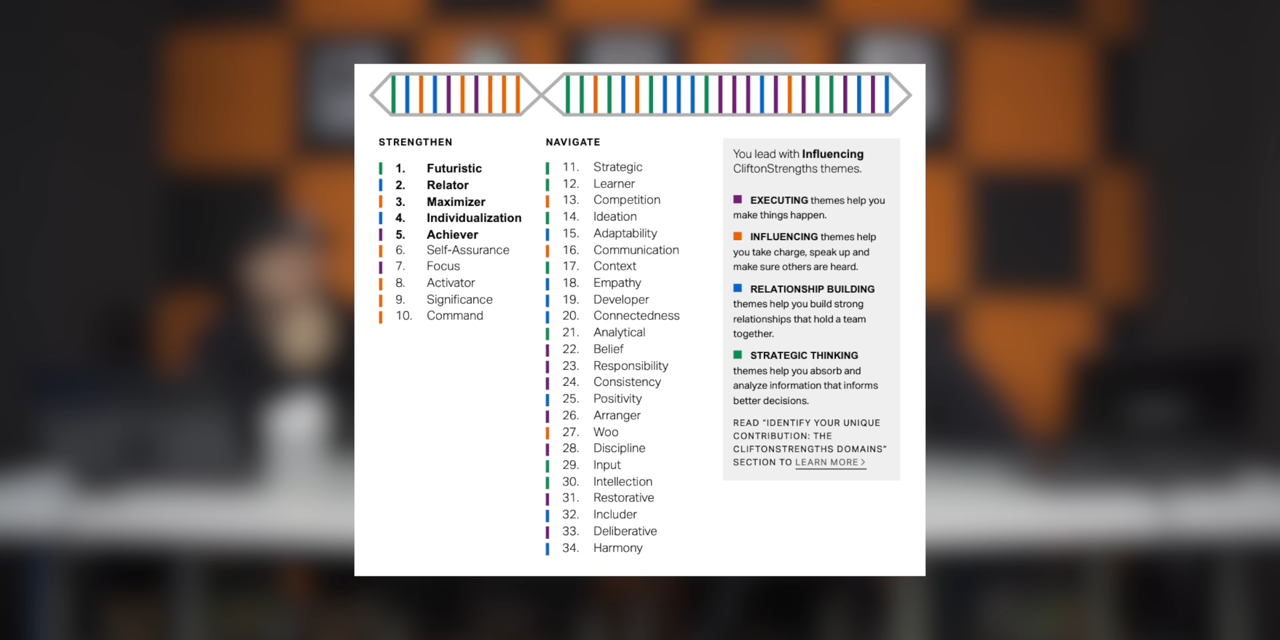 STRENGTHEN
1. Futuristic
2. Relator
3. Maximizer
4. Individualization
5. Achiever
6. Self-Assurance
7. Focus
8. Activator
9. Significance
10. Command
NAVIGATE
11. Strategic
12. Learner
13. Competition
14. Ideation
15. Adaptability
16. Communication
17. Context
18. Empathy
19. Developer
20. Connectedness
21. Analytical
22. Belief
23. Responsibility
24. Consistency
25. Positivity
26. Arranger
27. Woo
28. Discipline
29. Input
30. Intellection
31. Restorative
32. Includer
33. Deliberative
34. Harmony
You lead with Influencing
CliftonStrengths themes.
EXECUTING themes help you
make things happen.
INFLUENCING themes help
you take charge, speak up and
make sure others are heard.
RELATIONSHIP BUILDING
themes help you build strong
relationships that hold a team
together.
STRATEGIC THINKING
themes help you absorb and
analyze information that informs
better decisions.
READ "IDENTIFY YOUR UNIQUE
CONTRIBUTION: THE
CLIFTONSTRENGTHS DOMAINS"
SECTION TO LEARN MORE >